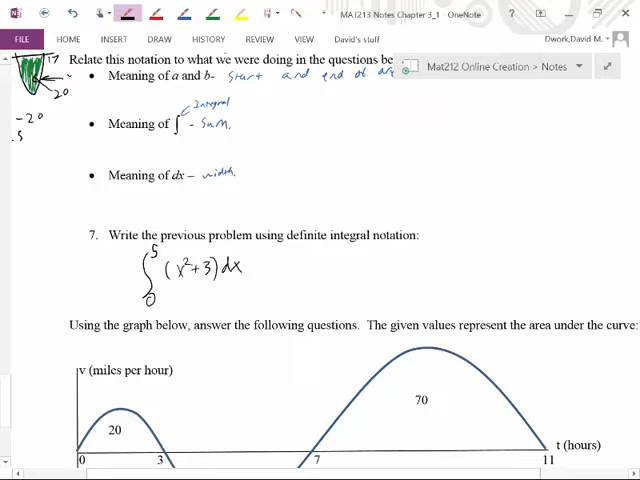 MAT213 Notes Chapter 3_1 - OneNote
FILE HOME INSERT DRAW HISTORY REVIEW VIEW David's stuff Dwork, David M.
Mat212 Online Creation > Notes
17
Relate this notation to what we were doing in the questions be
• Meaning of a and b- Start and end of are
20
Integral
-20
• Meaning of ∫ - Sum.
.5
• Meaning of dx – width.
7. Write the previous problem using definite integral notation:
∫₀⁵ (x²+3)dx
Using the graph below, answer the following questions. The given values represent the area under the curve:
v (miles per hour)
20
70
t (hours)
0 3 7 11